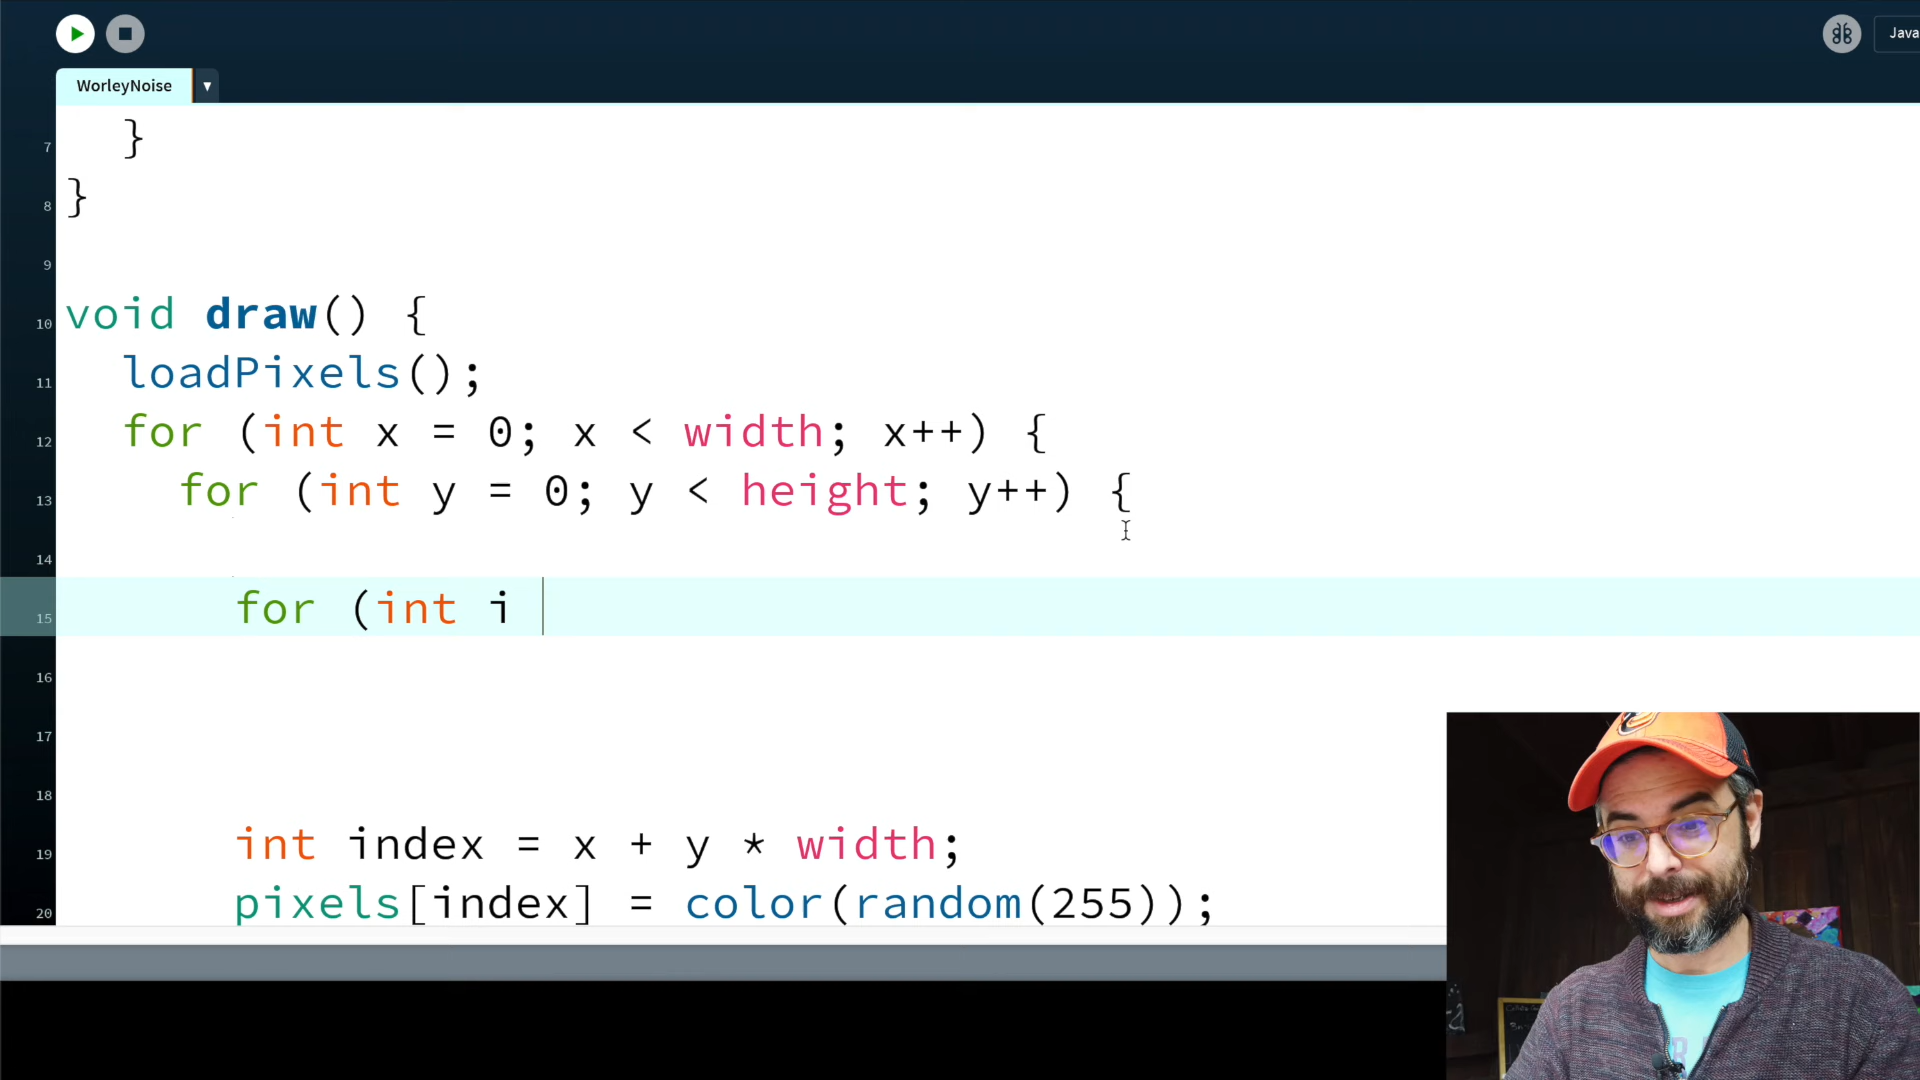 Java
WorleyNoise ▼
7 }
8 }
9
10 void draw() {
11 loadPixels();
12 for (int x = 0; x < width; x++) {
13 for (int y = 0; y < height; y++) {
14
15 for (int i
16
17
18
19 int index = x + y * width;
20 pixels[index] = color(random(255));